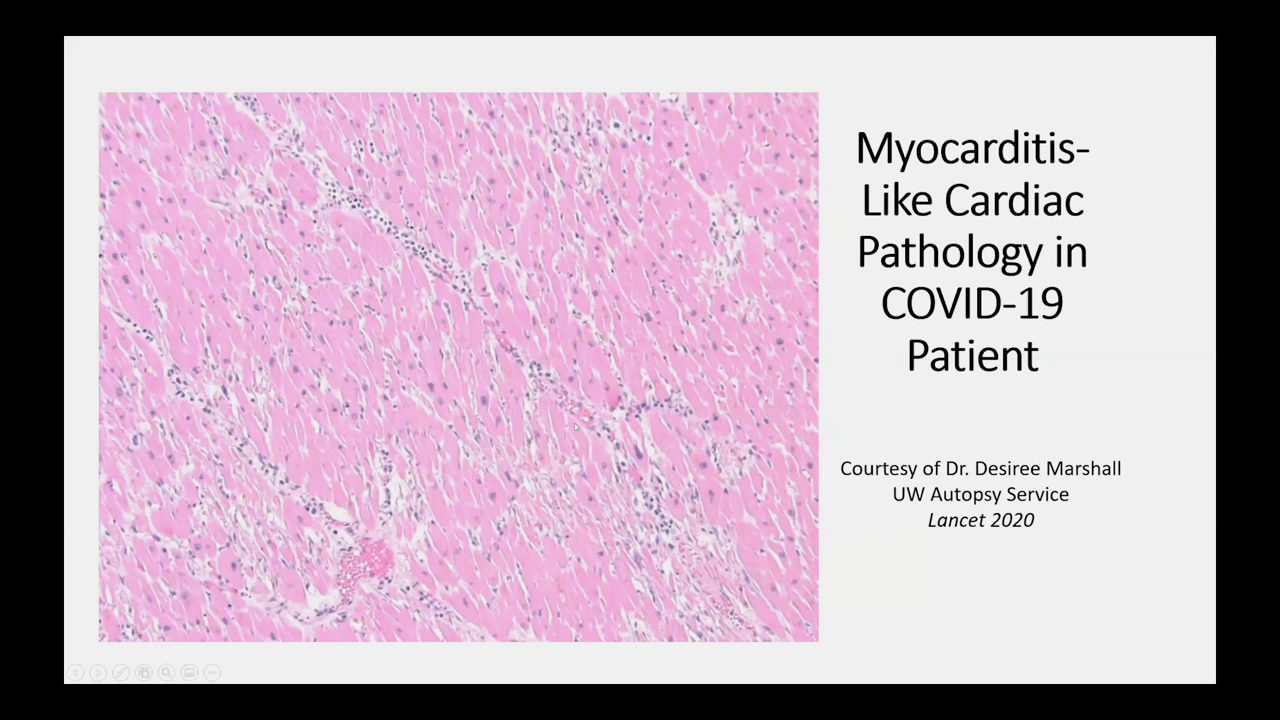 Myocarditis-
Like Cardiac
Pathology in
COVID-19
Patient
Courtesy of Dr. Desiree Marshall
UW Autopsy Service
Lancet 2020